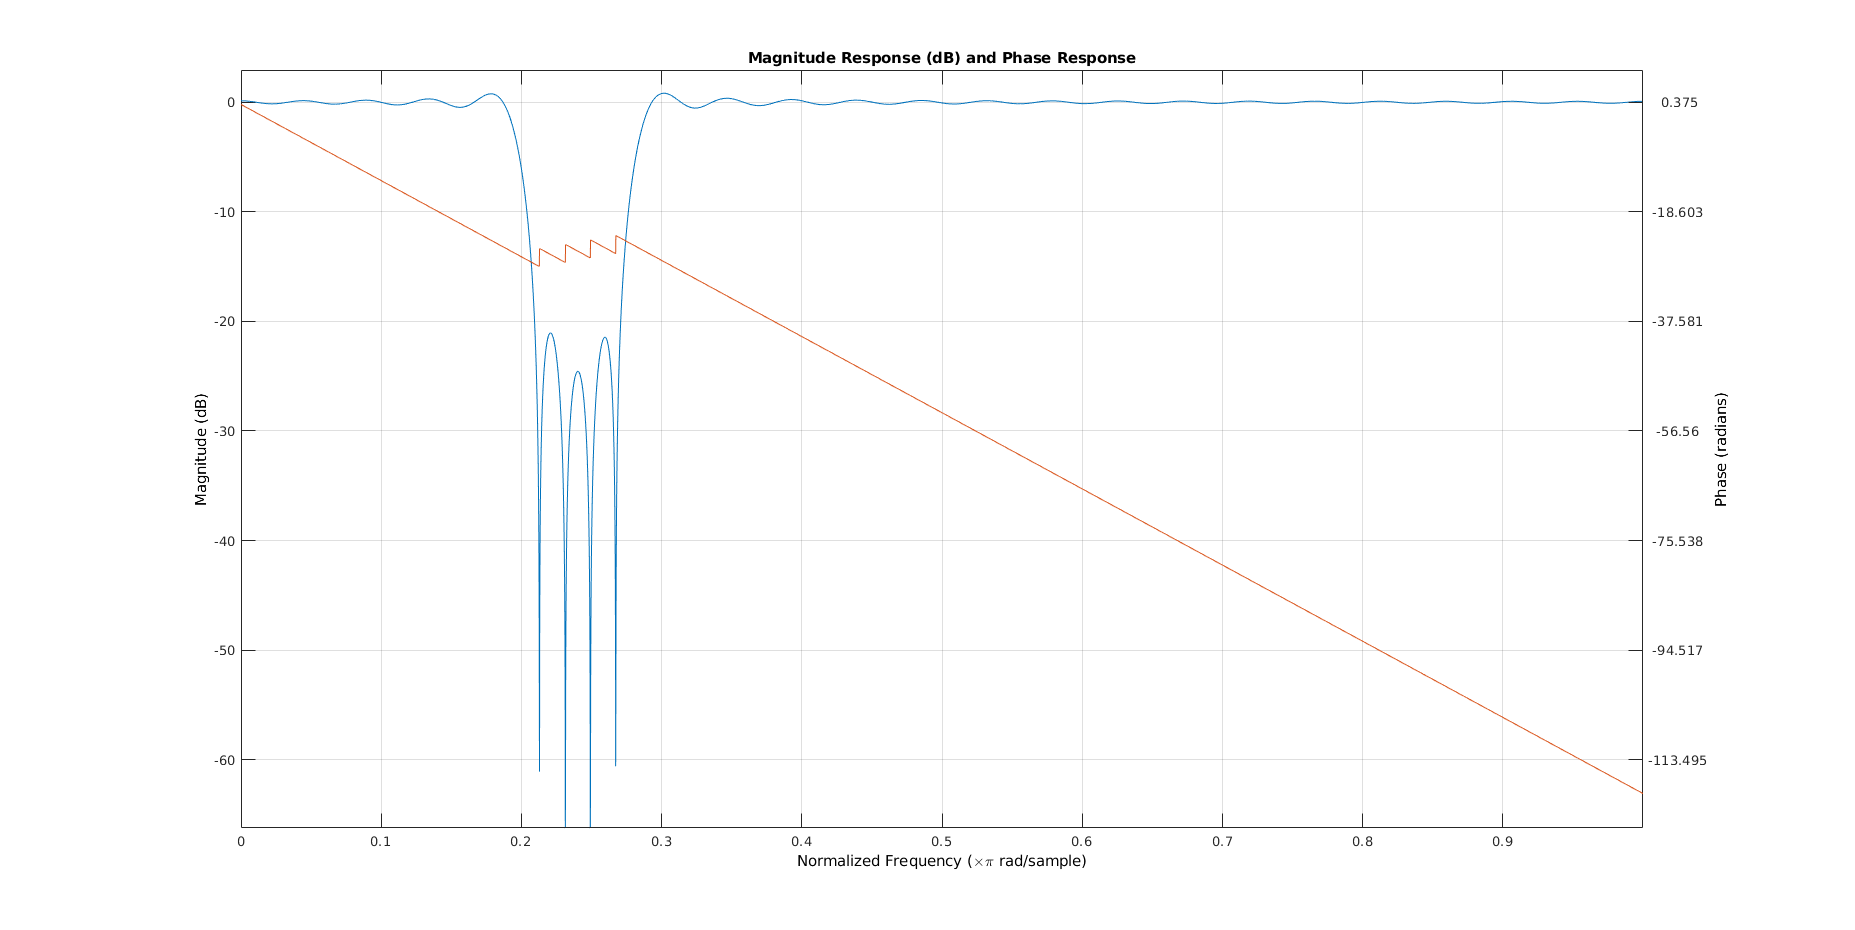 Magnitude Response (dB) and Phase Response
0
-10
-20
-30
-40
-50
-60
Magnitude (dB)
0.375
-18.603
-37.581
-56.56
-75.538
-94.517
-113.495
Phase (radians)
0 0.1 0.2 0.3 0.4 0.5 0.6 0.7 0.8 0.9
Normalized Frequency (×π rad/sample)